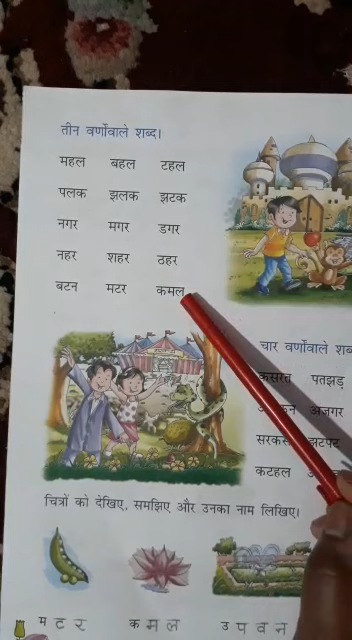 तीन वर्णोंवाले शब्द।
महल बहल टहल
पलक झलक झटक
नगर मगर डगर
नहर शहर ठहर
बटन मटर कमल
चार वर्णोंवाले
कसरत पतझड़
अजगर
सरकस झटपट
कटहल
चित्रों को देखिए, समझिए और उनका नाम लिखिए।
म ट र क म ल उ प व न